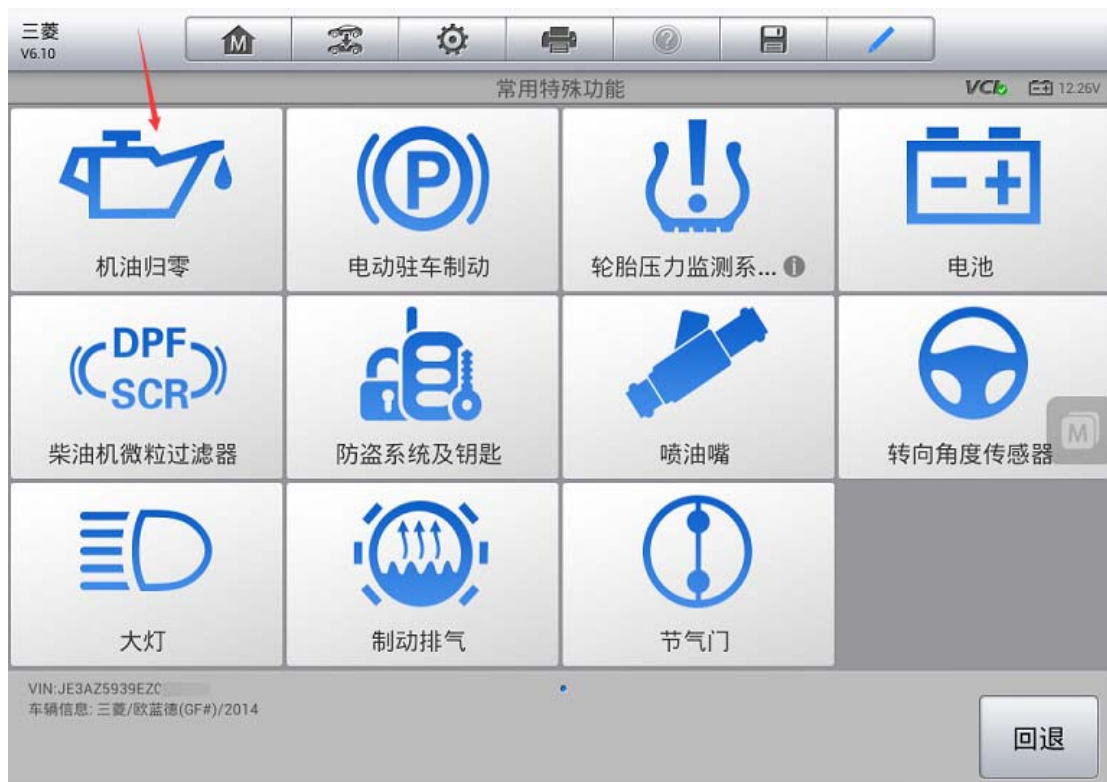 三菱
V6.10
M
常用特殊功能
VCI 12.26V
机油归零
P
电动驻车制动
轮胎压力监测系...
电池
DPF
SCR
柴油机微粒过滤器
防盗系统及钥匙
喷油嘴
转向角度传感器
M
大灯
制动排气
节气门
VIN:JE3AZ5939EZ0
车辆信息: 三菱/欧蓝德(GF#)/2014
回退